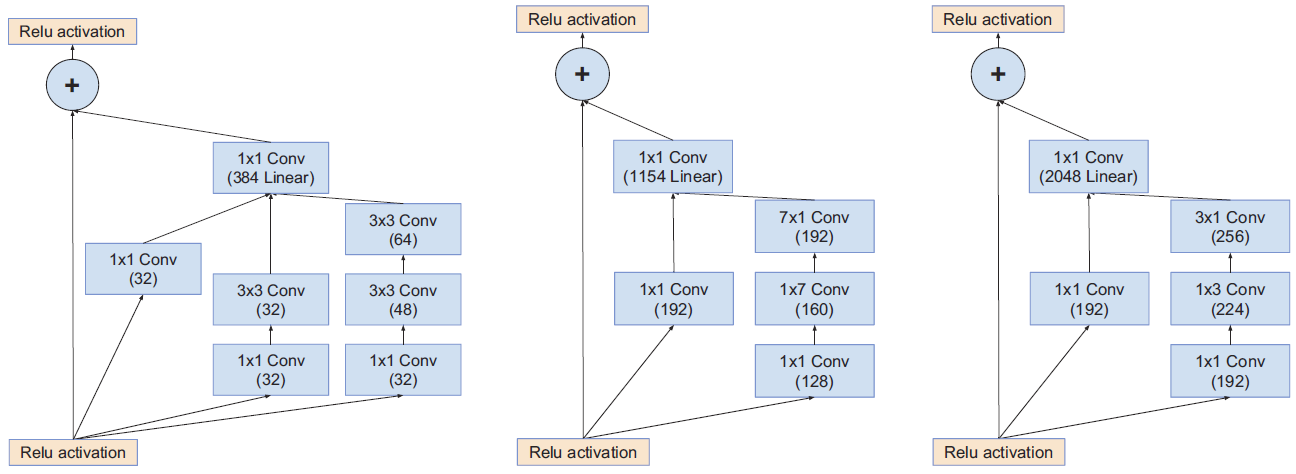 Relu activation
+
1x1 Conv
(384 Linear)
3x3 Conv
(64)
1x1 Conv
(32)
3x3 Conv
(32)
3x3 Conv
(48)
1x1 Conv
(32)
1x1 Conv
(32)
Relu activation
Relu activation
+
1x1 Conv
(1154 Linear)
7x1 Conv
(192)
1x1 Conv
(192)
1x7 Conv
(160)
1x1 Conv
(128)
Relu activation
Relu activation
+
1x1 Conv
(2048 Linear)
3x1 Conv
(256)
1x1 Conv
(192)
1x3 Conv
(224)
1x1 Conv
(192)
Relu activation